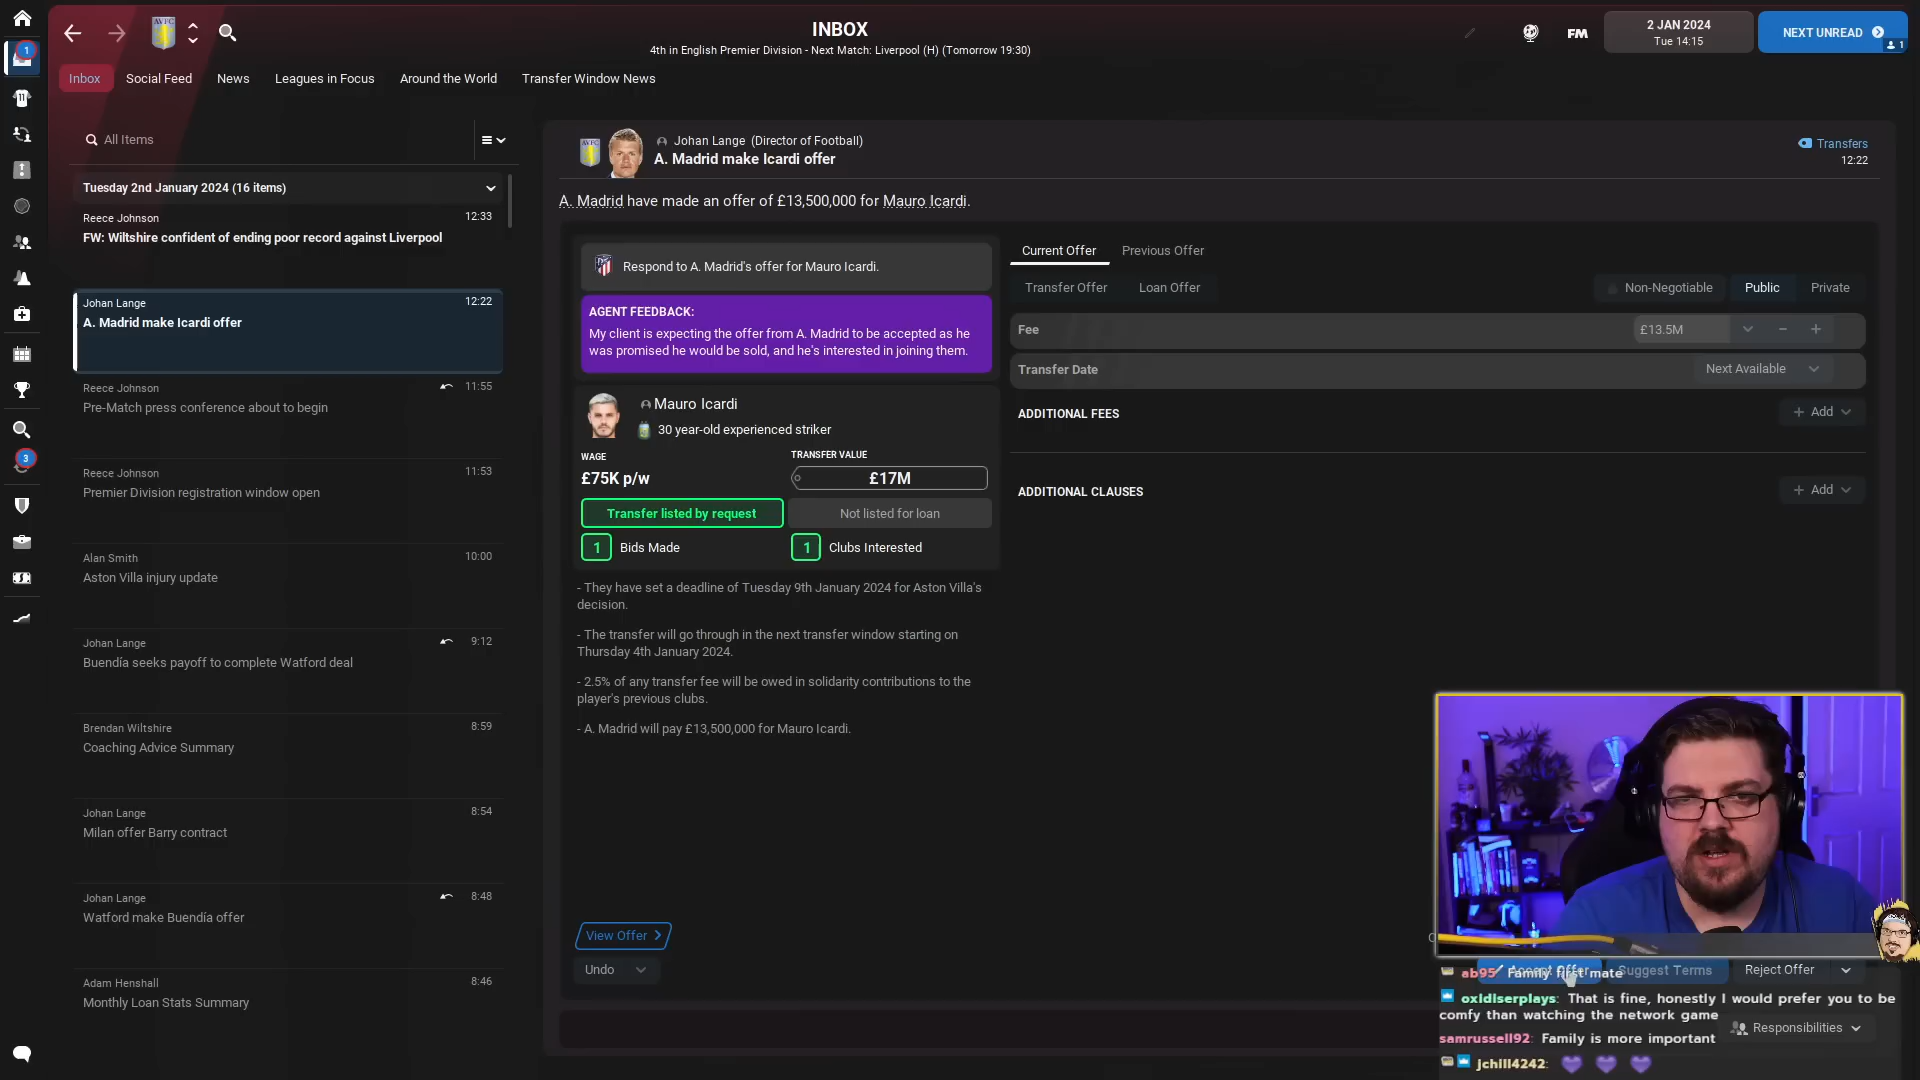 INBOX
4th in English Premier Division - Next Match: Liverpool (H) (Tomorrow 19:30)
FM
2 JAN 2024
Tue 14:15
NEXT UNREAD
1
1
Inbox
Social Feed
News
Leagues in Focus
Around the World
Transfer Window News
All Items
Tuesday 2nd January 2024 (16 items)
Reece Johnson
12:33
FW: Wiltshire confident of ending poor record against Liverpool
Johan Lange
12:22
A. Madrid make Icardi offer
Reece Johnson
11:55
Pre-Match press conference about to begin
Reece Johnson
11:53
Premier Division registration window open
3
Alan Smith
10:00
Aston Villa injury update
Johan Lange
9:12
Buendía seeks payoff to complete Watford deal
Brendan Wiltshire
8:59
Coaching Advice Summary
Johan Lange
8:54
Milan offer Barry contract
Johan Lange
8:48
Watford make Buendía offer
Adam Henshall
8:46
Monthly Loan Stats Summary
Johan Lange (Director of Football)
A. Madrid make Icardi offer
Transfers
12:22
A. Madrid have made an offer of £13,500,000 for Mauro Icardi.
Respond to A. Madrid's offer for Mauro Icardi.
AGENT FEEDBACK:
My client is expecting the offer from A. Madrid to be accepted as he
was promised he would be sold, and he's interested in joining them.
Mauro Icardi
30 year-old experienced striker
WAGE
TRANSFER VALUE
£75K p/w
£17M
Transfer listed by request
Not listed for loan
1 Bids Made
1 Clubs Interested
- They have set a deadline of Tuesday 9th January 2024 for Aston Villa's
decision.
- The transfer will go through in the next transfer window starting on
Thursday 4th January 2024.
- 2.5% of any transfer fee will be owed in solidarity contributions to the
player's previous clubs.
- A. Madrid will pay £13,500,000 for Mauro Icardi.
View Offer
Undo
Current Offer
Previous Offer
Transfer Offer
Loan Offer
Non-Negotiable
Public
Private
Fee
£13.5M
Transfer Date
Next Available
ADDITIONAL FEES
Add
ADDITIONAL CLAUSES
Add
Accept Offer
Suggest Terms
Reject Offer
Responsibilities
ab95: Family first mate
oxidiserplays: That is fine, honestly I would prefer you to be
comfy than watching the network game
samrussell92: Family is more important
jchill4242: